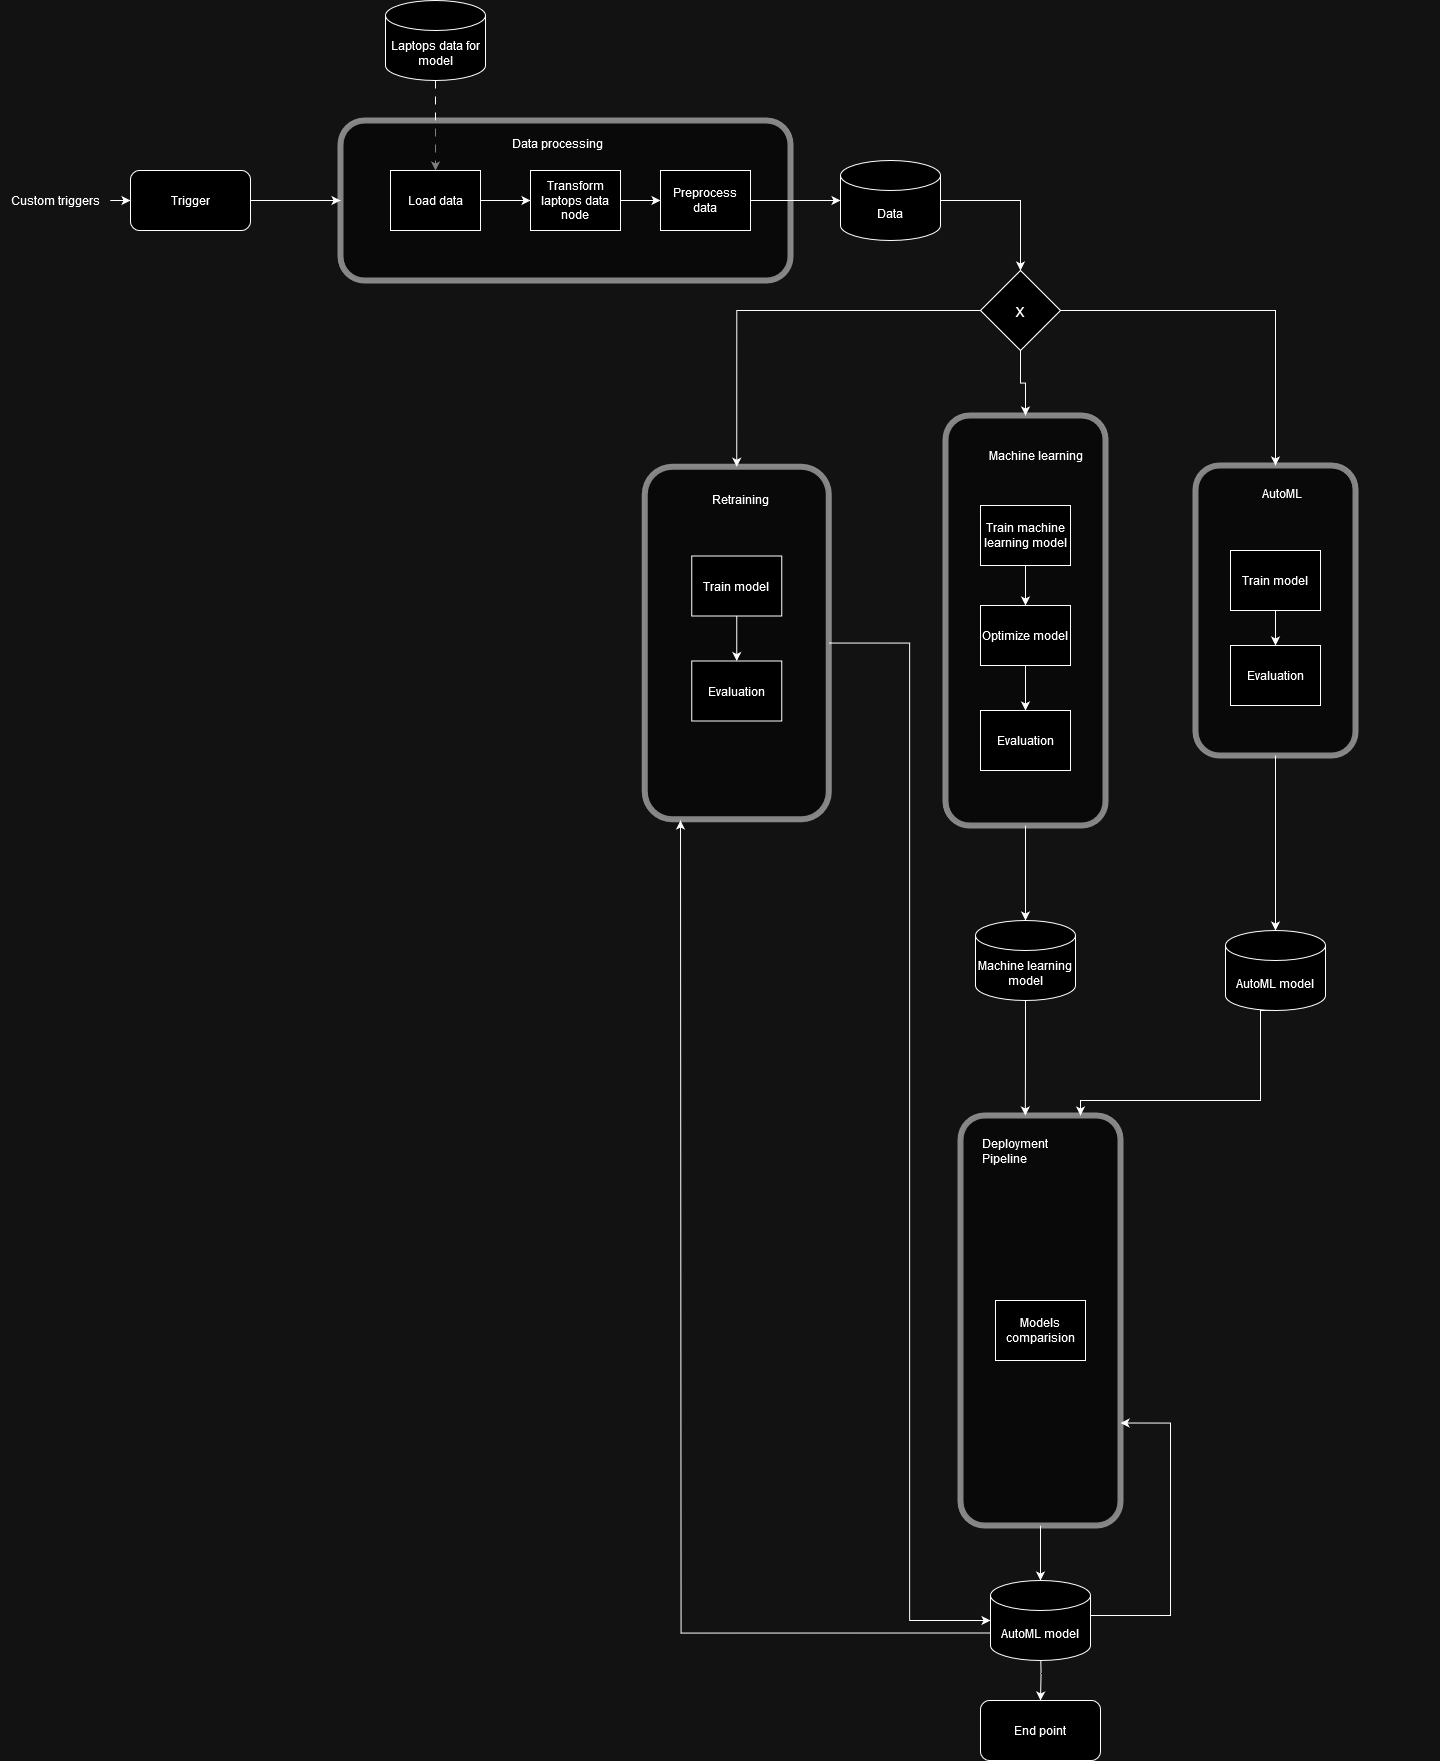 Laptops data for
model
Data processing
Custom triggers
Trigger
Load data
Transform
laptops data
node
Preprocess
data
Data
X
Machine learning
Retraining
AutoML
Train machine
learning model
Train model
Train model
Optimize model
Evaluation
Evaluation
Evaluation
Machine learning
model
AutoML model
Deployment
Pipeline
Models
comparision
AutoML model
End point